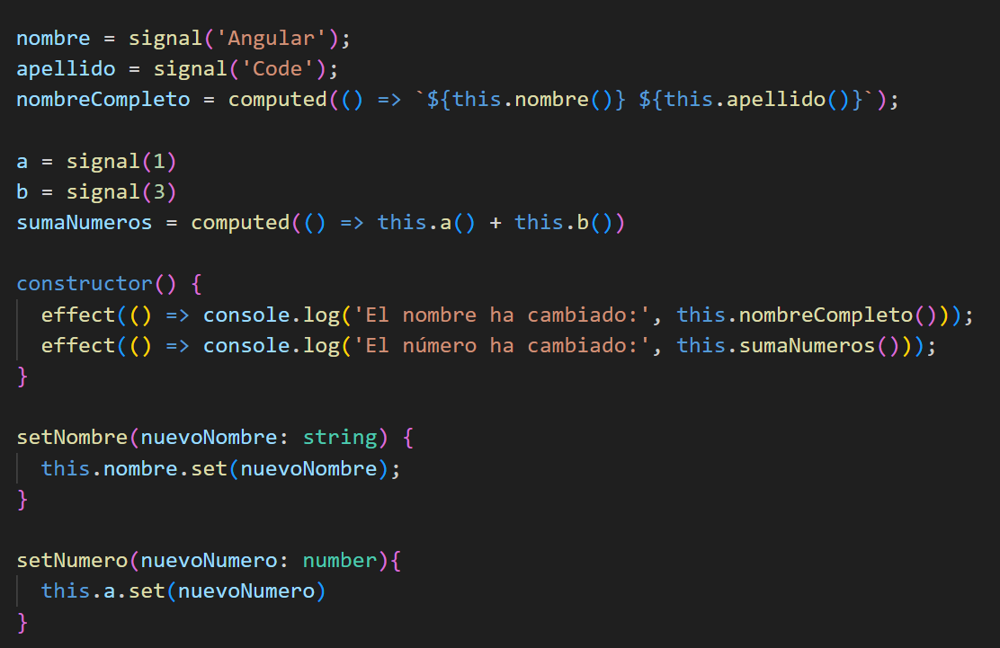 nombre = signal('Angular');
apellido = signal('Code');
nombreCompleto = computed(() => `${this.nombre()} ${this.apellido()}`);
a = signal(1)
b = signal(3)
sumaNumeros = computed(() => this.a() + this.b())
constructor() {
effect(() => console.log('El nombre ha cambiado:', this.nombreCompleto()));
effect(() => console.log('El número ha cambiado:', this.sumaNumeros()));
}
setNombre(nuevoNombre: string) {
this.nombre.set(nuevoNombre);
}
setNumero(nuevoNumero: number){
this.a.set(nuevoNumero)
}